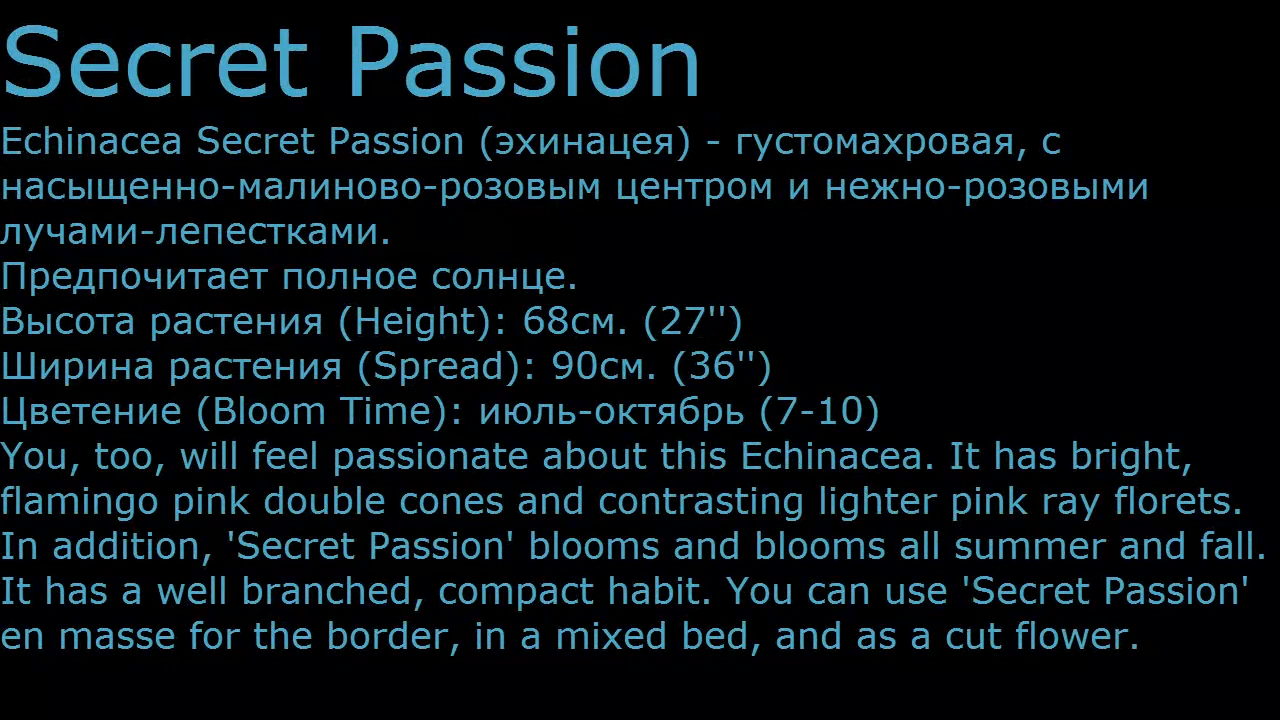 Secret Passion
Echinacea Secret Passion (эхинацея) - густомахровая, с
насыщенно-малиново-розовым центром и нежно-розовыми
лучами-лепестками.
Предпочитает полное солнце.
Высота растения (Height): 68см. (27'')
Ширина растения (Spread): 90см. (36'')
Цветение (Bloom Time): июль-октябрь (7-10)
You, too, will feel passionate about this Echinacea. It has bright,
flamingo pink double cones and contrasting lighter pink ray florets.
In addition, 'Secret Passion' blooms and blooms all summer and fall.
It has a well branched, compact habit. You can use 'Secret Passion'
en masse for the border, in a mixed bed, and as a cut flower.